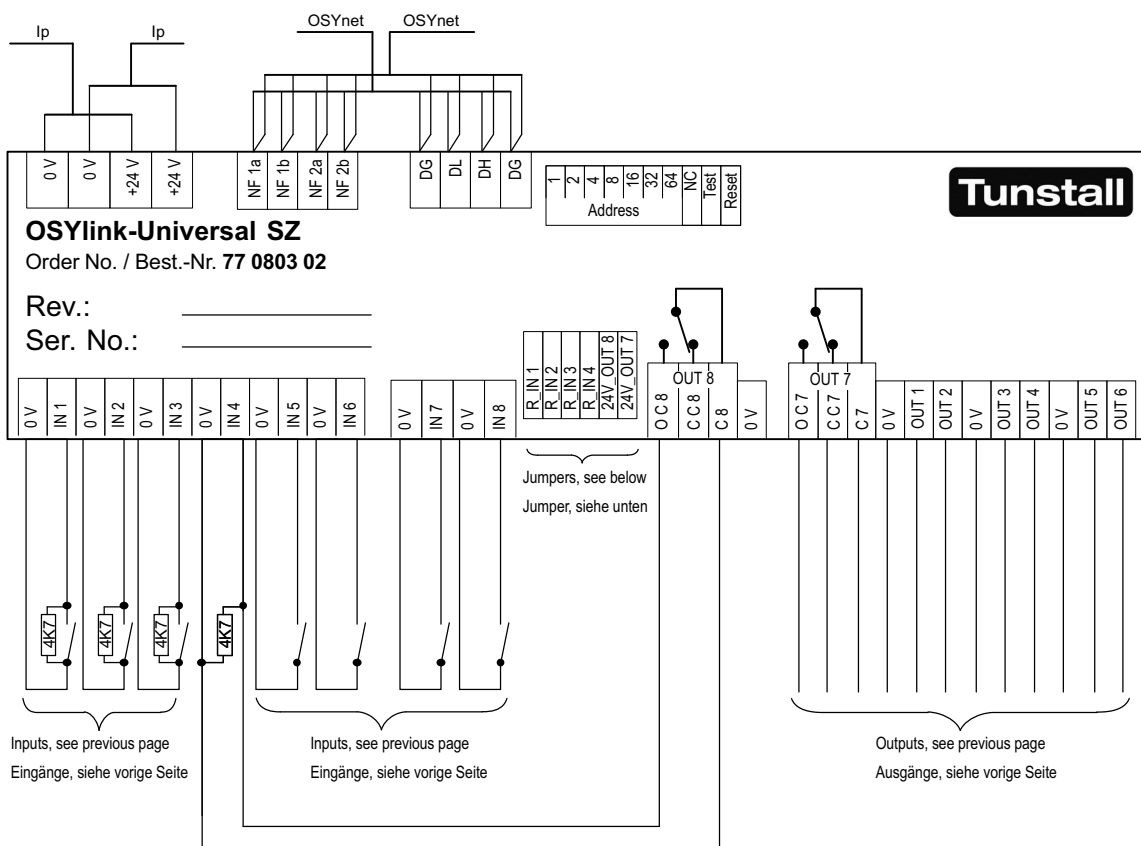 OSYnet OSYnet
Ip Ip
0 V 0 V +24 V +24 V
NF 1a NF 1b NF 2a NF 2b
DG DL DH DG
1 2 4 8 16 32 64 NC Test Reset
Address
Tunstall
OSYlink-Universal SZ
Order No. / Best.-Nr. 77 0803 02
Rev.:
Ser. No.:
0 V IN 1 0 V IN 2 0 V IN 3 0 V IN 4 0 V IN 5 0 V IN 6
0 V IN 7 0 V IN 8
R_IN 1 R_IN 2 R_IN 3 R_IN 4 24V_OUT 8 24V_OUT 7
OUT 8
O C 8 C C 8 C 8 0 V
OUT 7
O C 7 C C 7 C 7 0 V OUT 1 OUT 2 0 V OUT 3 OUT 4 0 V OUT 5 OUT 6
Jumpers, see below
Jumper, siehe unten
4K7 4K7 4K7 4K7
Inputs, see previous page
Eingänge, siehe vorige Seite
Inputs, see previous page
Eingänge, siehe vorige Seite
Outputs, see previous page
Ausgänge, siehe vorige Seite